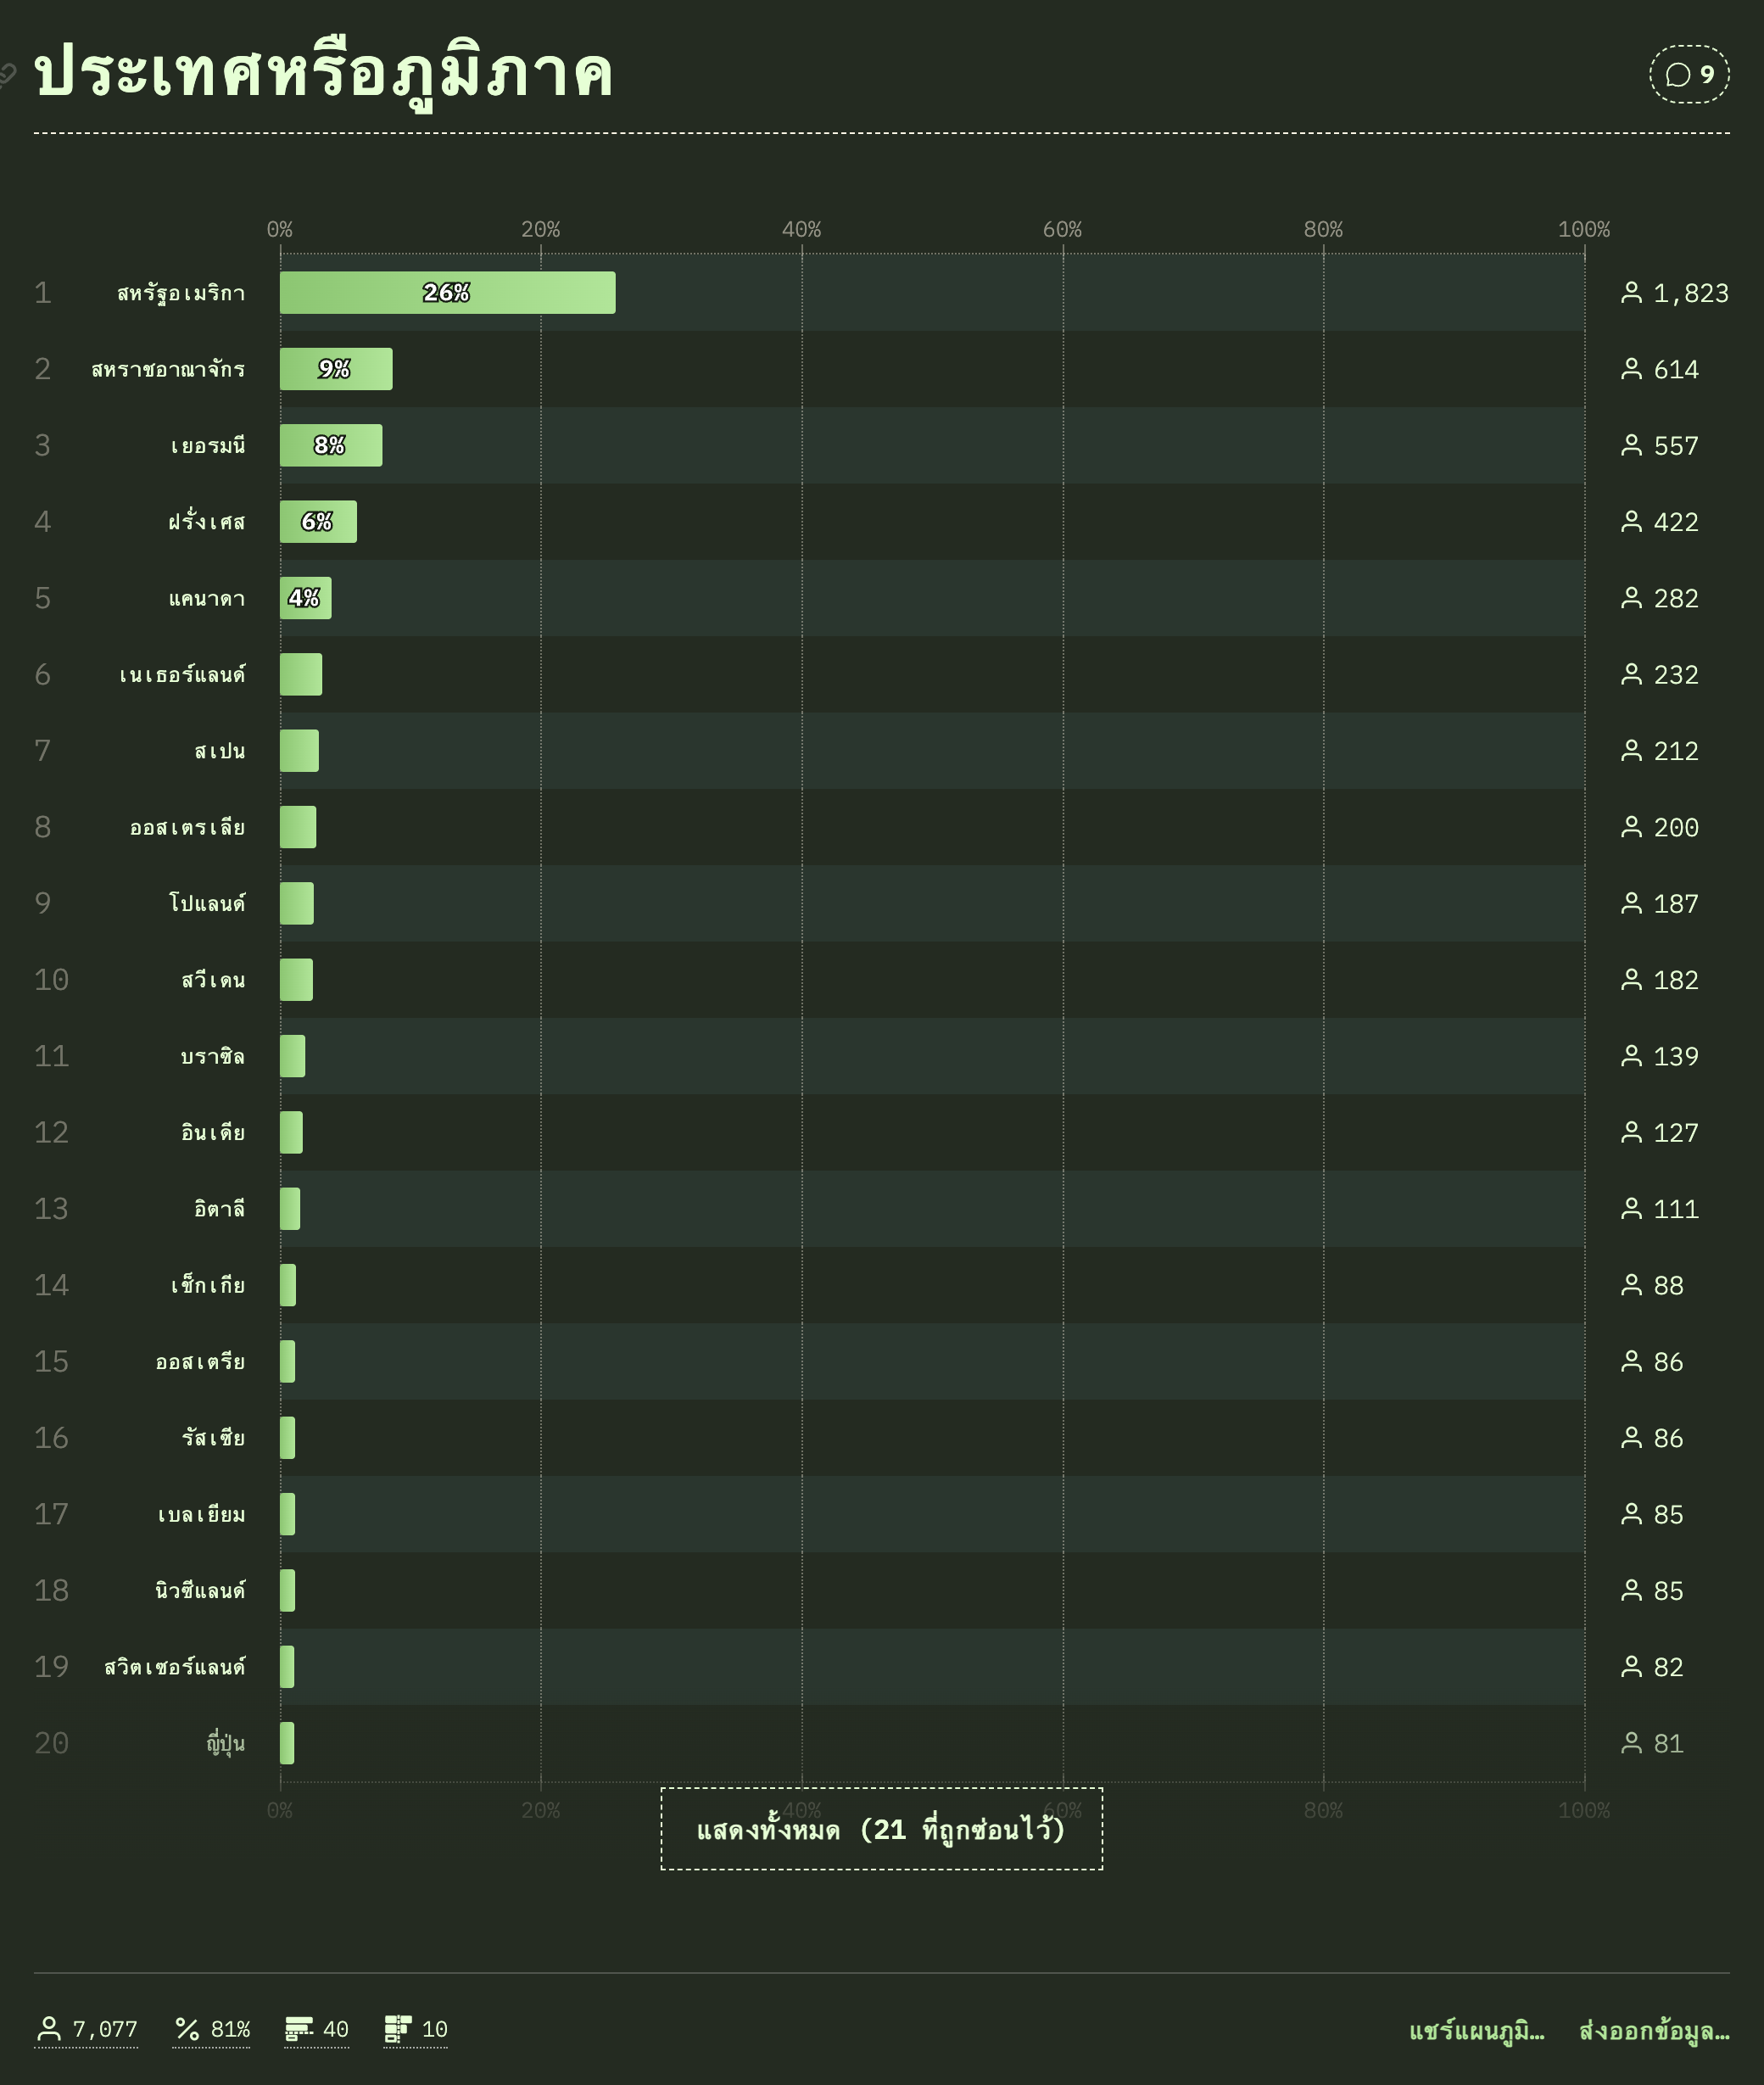 ประเทศหรือภูมิภาค
9
0% 20% 40% 60% 80% 100%
1 สหรัฐอเมริกา 26% 1,823
2 สหราชอาณาจักร 9% 614
3 เยอรมนี 8% 557
4 ฝรั่งเศส 6% 422
5 แคนาดา 4% 282
6 เนเธอร์แลนด์ 232
7 สเปน 212
8 ออสเตรเลีย 200
9 โปแลนด์ 187
10 สวีเดน 182
11 บราซิล 139
12 อินเดีย 127
13 อิตาลี 111
14 เช็กเกีย 88
15 ออสเตรีย 86
16 รัสเซีย 86
17 เบลเยียม 85
18 นิวซีแลนด์ 85
19 สวิตเซอร์แลนด์ 82
20 ญี่ปุ่น 81
0% 20% 40% 60% 80% 100%
แสดงทั้งหมด (21 ที่ถูกซ่อนไว้)
7,077 81% 40 10 แชร์แผนภูมิ… ส่งออกข้อมูล…